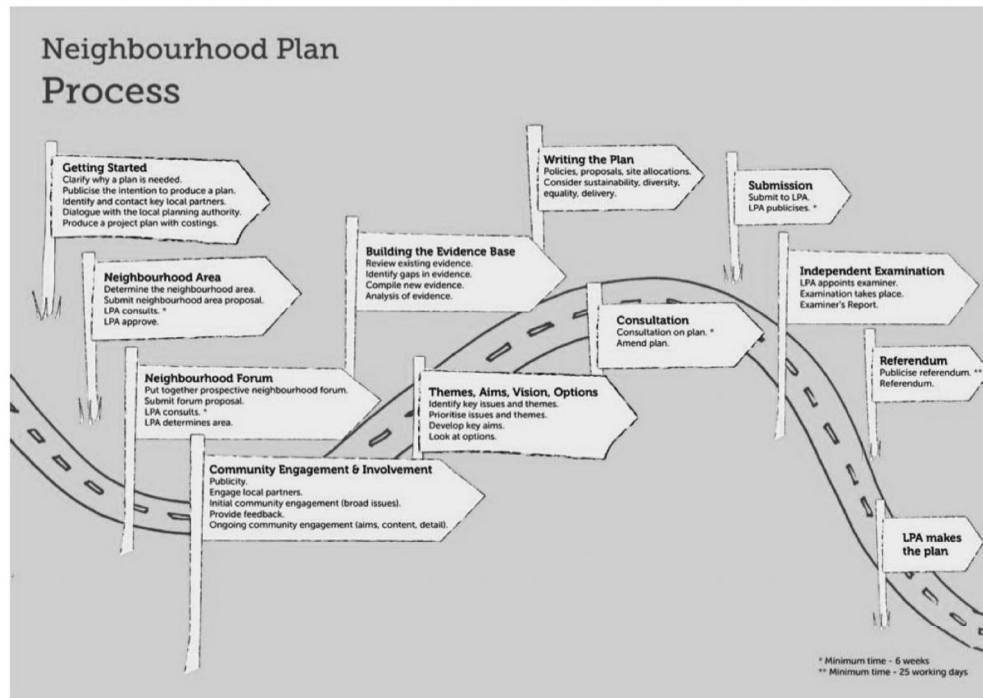 Neighbourhood Plan
Process
Getting Started
Clarify why a plan is needed.
Publicise the intention to produce a plan.
Identify and contact key local partners.
Dialogue with the local planning authority.
Produce a project plan with costings.
Neighbourhood Area
Determine the neighbourhood area.
Submit neighbourhood area proposal.
LPA consults. *
LPA approve.
Neighbourhood Forum
Put together prospective neighbourhood forum.
Submit forum proposal.
LPA consults. *
LPA determines area.
Community Engagement & Involvement
Publicity.
Engage local partners.
Initial community engagement (broad issues).
Provide feedback.
Ongoing community engagement (aims, content, detail).
Building the Evidence Base
Review existing evidence.
Identify gaps in evidence.
Compile new evidence.
Analysis of evidence.
Themes, Aims, Vision, Options
Identify key issues and themes.
Prioritise issues and themes.
Develop key aims.
Look at options.
Writing the Plan
Policies, proposals, site allocations.
Consider sustainability, diversity,
equality, delivery.
Consultation
Consultation on plan. *
Amend plan.
Submission
Submit to LPA.
LPA publicises. *
Independent Examination
LPA appoints examiner.
Examination takes place.
Examiner's Report.
Referendum
Publicise referendum. **
Referendum.
LPA makes
the plan
* Minimum time - 6 weeks
** Minimum time - 25 working days